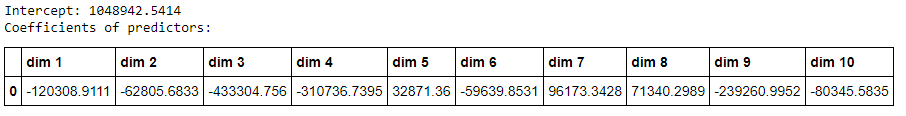 Intercept: 1048942.5414
Coefficients of predictors:
dim 1 dim 2 dim 3 dim 4 dim 5 dim 6 dim 7 dim 8 dim 9 dim 10
0 -120308.9111 -62805.6833 -433304.756 -310736.7395 32871.36 -59639.8531 96173.3428 71340.2989 -239260.9952 -80345.5835